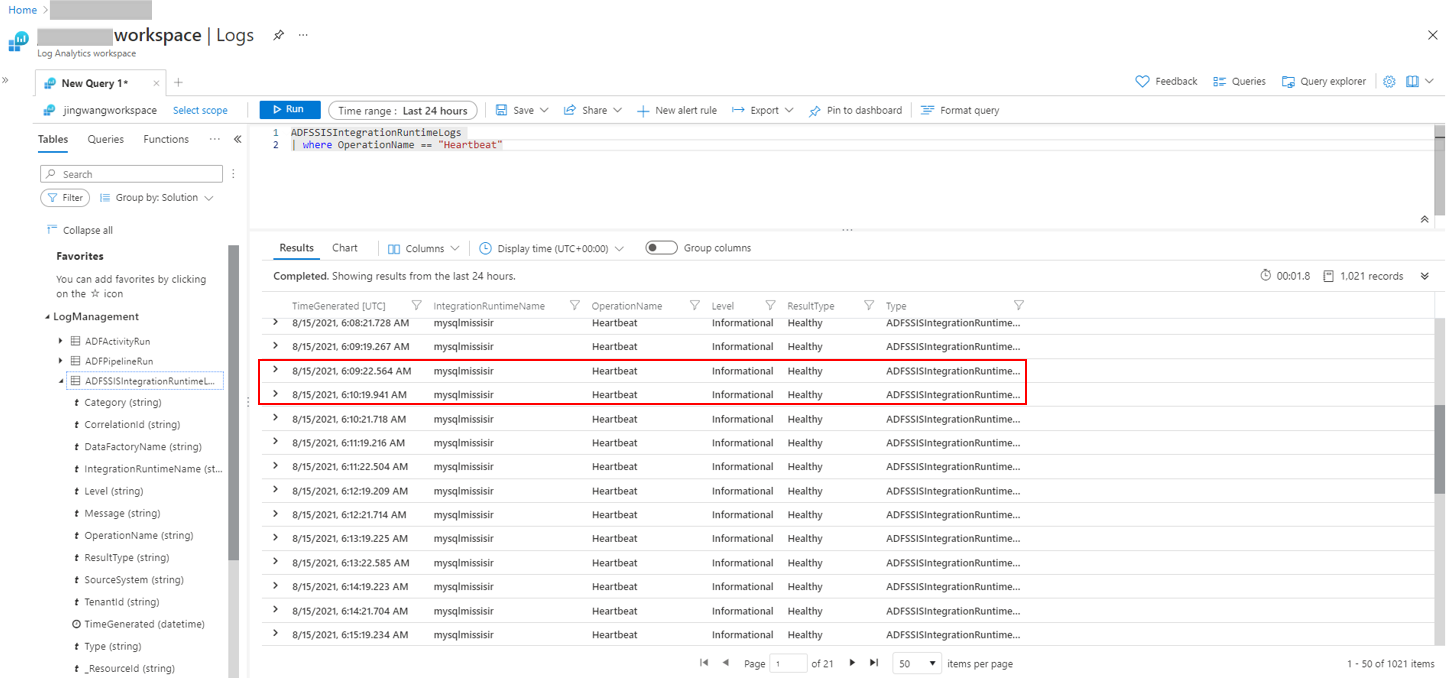 Home
workspace | Logs
Log Analytics workspace
New Query 1*
Feedback Queries Query explorer
jingwangworkspace Select scope Run Time range : Last 24 hours Save Share New alert rule Export Pin to dashboard Format query
Tables Queries Functions
Search
Filter Group by: Solution
Collapse all
Favorites
You can add favorites by clicking
on the ☆ icon
LogManagement
ADFActivityRun
ADFPipelineRun
ADFSSISIntegrationRuntimeL...
Category (string)
CorrelationId (string)
DataFactoryName (string)
IntegrationRuntimeName (st...
Level (string)
Message (string)
OperationName (string)
ResultType (string)
SourceSystem (string)
TenantId (string)
TimeGenerated (datetime)
Type (string)
_ResourceId (string)
1 ADFSSISIntegrationRuntimeLogs
2 | where OperationName == "Heartbeat"
Results Chart Columns Display time (UTC+00:00) Group columns
Completed. Showing results from the last 24 hours. 00:01.8 1,021 records
TimeGenerated [UTC] IntegrationRuntimeName OperationName Level ResultType Type
8/15/2021, 6:08:21.728 AM mysqlmissisir Heartbeat Informational Healthy ADFSSISIntegrationRuntime...
8/15/2021, 6:09:19.267 AM mysqlmissisir Heartbeat Informational Healthy ADFSSISIntegrationRuntime...
8/15/2021, 6:09:22.564 AM mysqlmissisir Heartbeat Informational Healthy ADFSSISIntegrationRuntime...
8/15/2021, 6:10:19.941 AM mysqlmissisir Heartbeat Informational Healthy ADFSSISIntegrationRuntime...
8/15/2021, 6:10:21.718 AM mysqlmissisir Heartbeat Informational Healthy ADFSSISIntegrationRuntime...
8/15/2021, 6:11:19.216 AM mysqlmissisir Heartbeat Informational Healthy ADFSSISIntegrationRuntime...
8/15/2021, 6:11:22.504 AM mysqlmissisir Heartbeat Informational Healthy ADFSSISIntegrationRuntime...
8/15/2021, 6:12:19.209 AM mysqlmissisir Heartbeat Informational Healthy ADFSSISIntegrationRuntime...
8/15/2021, 6:12:21.714 AM mysqlmissisir Heartbeat Informational Healthy ADFSSISIntegrationRuntime...
8/15/2021, 6:13:19.225 AM mysqlmissisir Heartbeat Informational Healthy ADFSSISIntegrationRuntime...
8/15/2021, 6:13:22.585 AM mysqlmissisir Heartbeat Informational Healthy ADFSSISIntegrationRuntime...
8/15/2021, 6:14:19.223 AM mysqlmissisir Heartbeat Informational Healthy ADFSSISIntegrationRuntime...
8/15/2021, 6:14:21.704 AM mysqlmissisir Heartbeat Informational Healthy ADFSSISIntegrationRuntime...
8/15/2021, 6:15:19.234 AM mysqlmissisir Heartbeat Informational Healthy ADFSSISIntegrationRuntime...
Page 1 of 21 50 items per page 1 - 50 of 1021 items